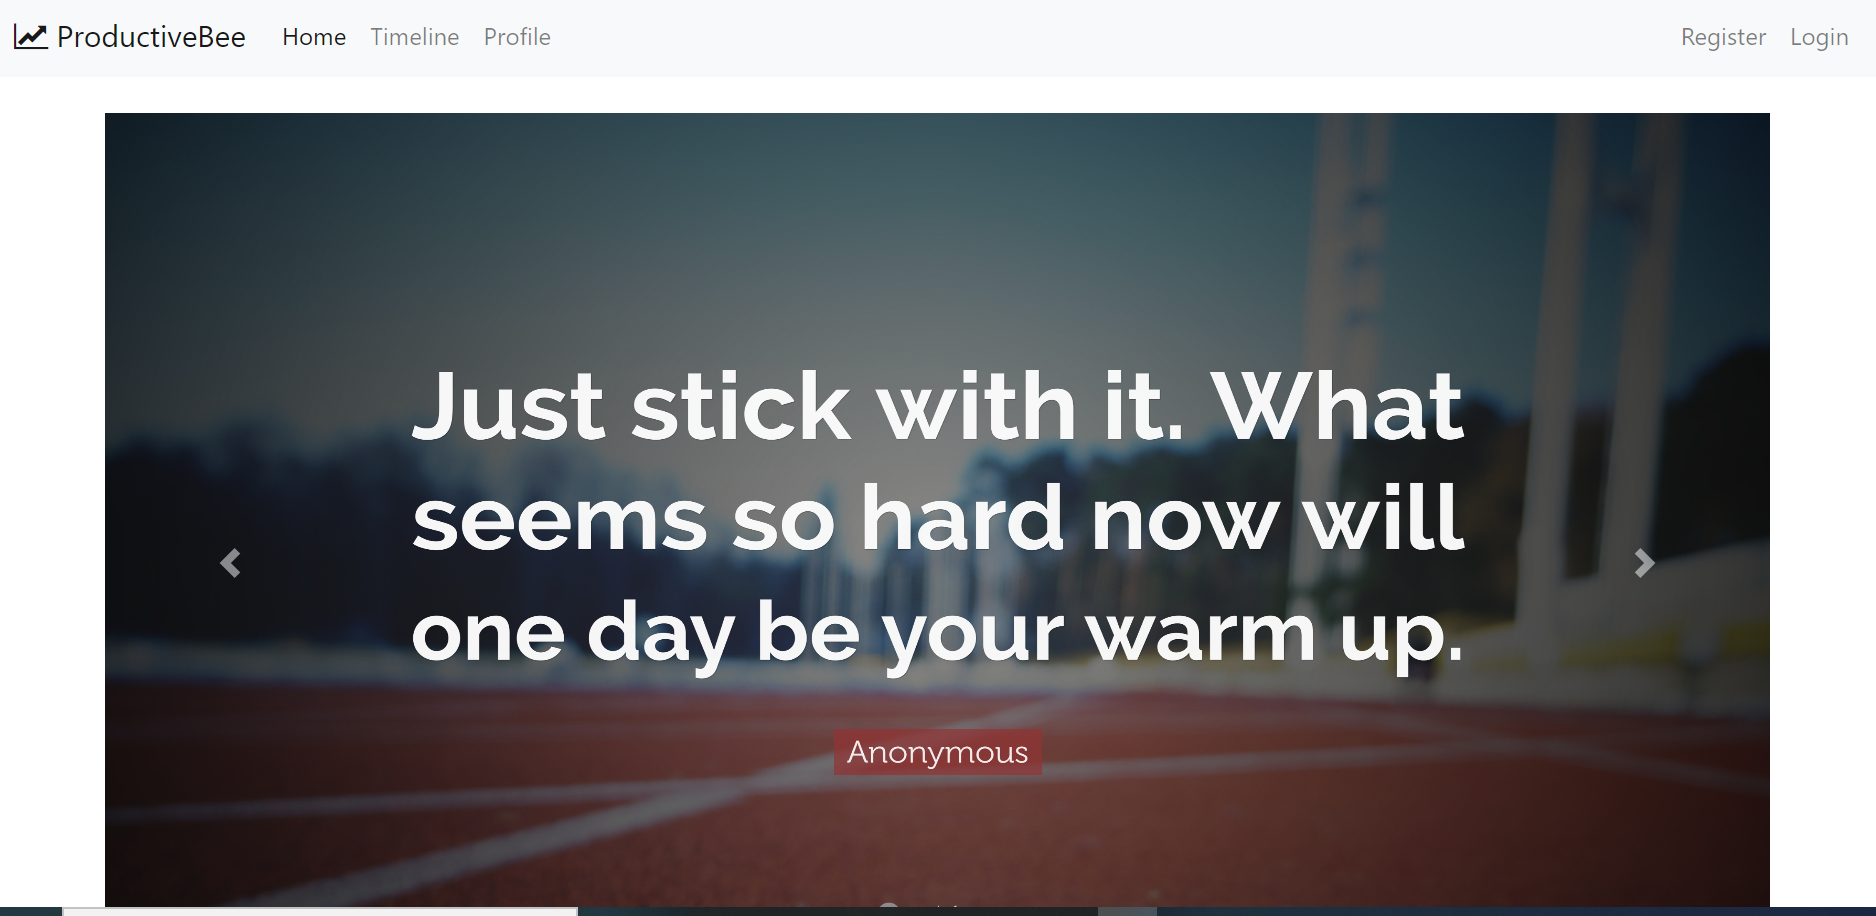 ProductiveBee Home Timeline Profile Register Login
Just stick with it. What
seems so hard now will
one day be your warm up.
Anonymous